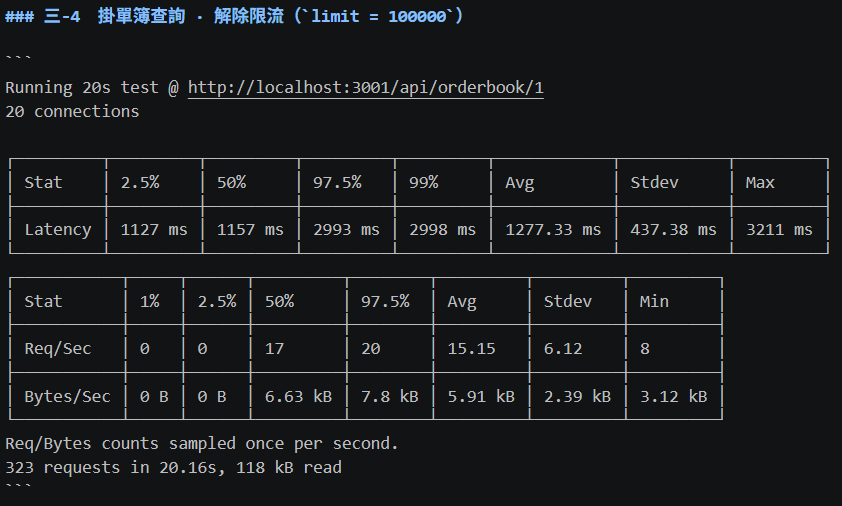 ### 三-4 掛單簿查詢 · 解除限流（`limit = 100000`）
```
Running 20s test @ http://localhost:3001/api/orderbook/1
20 connections
Stat 2.5% 50% 97.5% 99% Avg Stdev Max
Latency 1127 ms 1157 ms 2993 ms 2998 ms 1277.33 ms 437.38 ms 3211 ms
Stat 1% 2.5% 50% 97.5% Avg Stdev Min
Req/Sec 0 0 17 20 15.15 6.12 8
Bytes/Sec 0 B 0 B 6.63 kB 7.8 kB 5.91 kB 2.39 kB 3.12 kB
Req/Bytes counts sampled once per second.
323 requests in 20.16s, 118 kB read
```